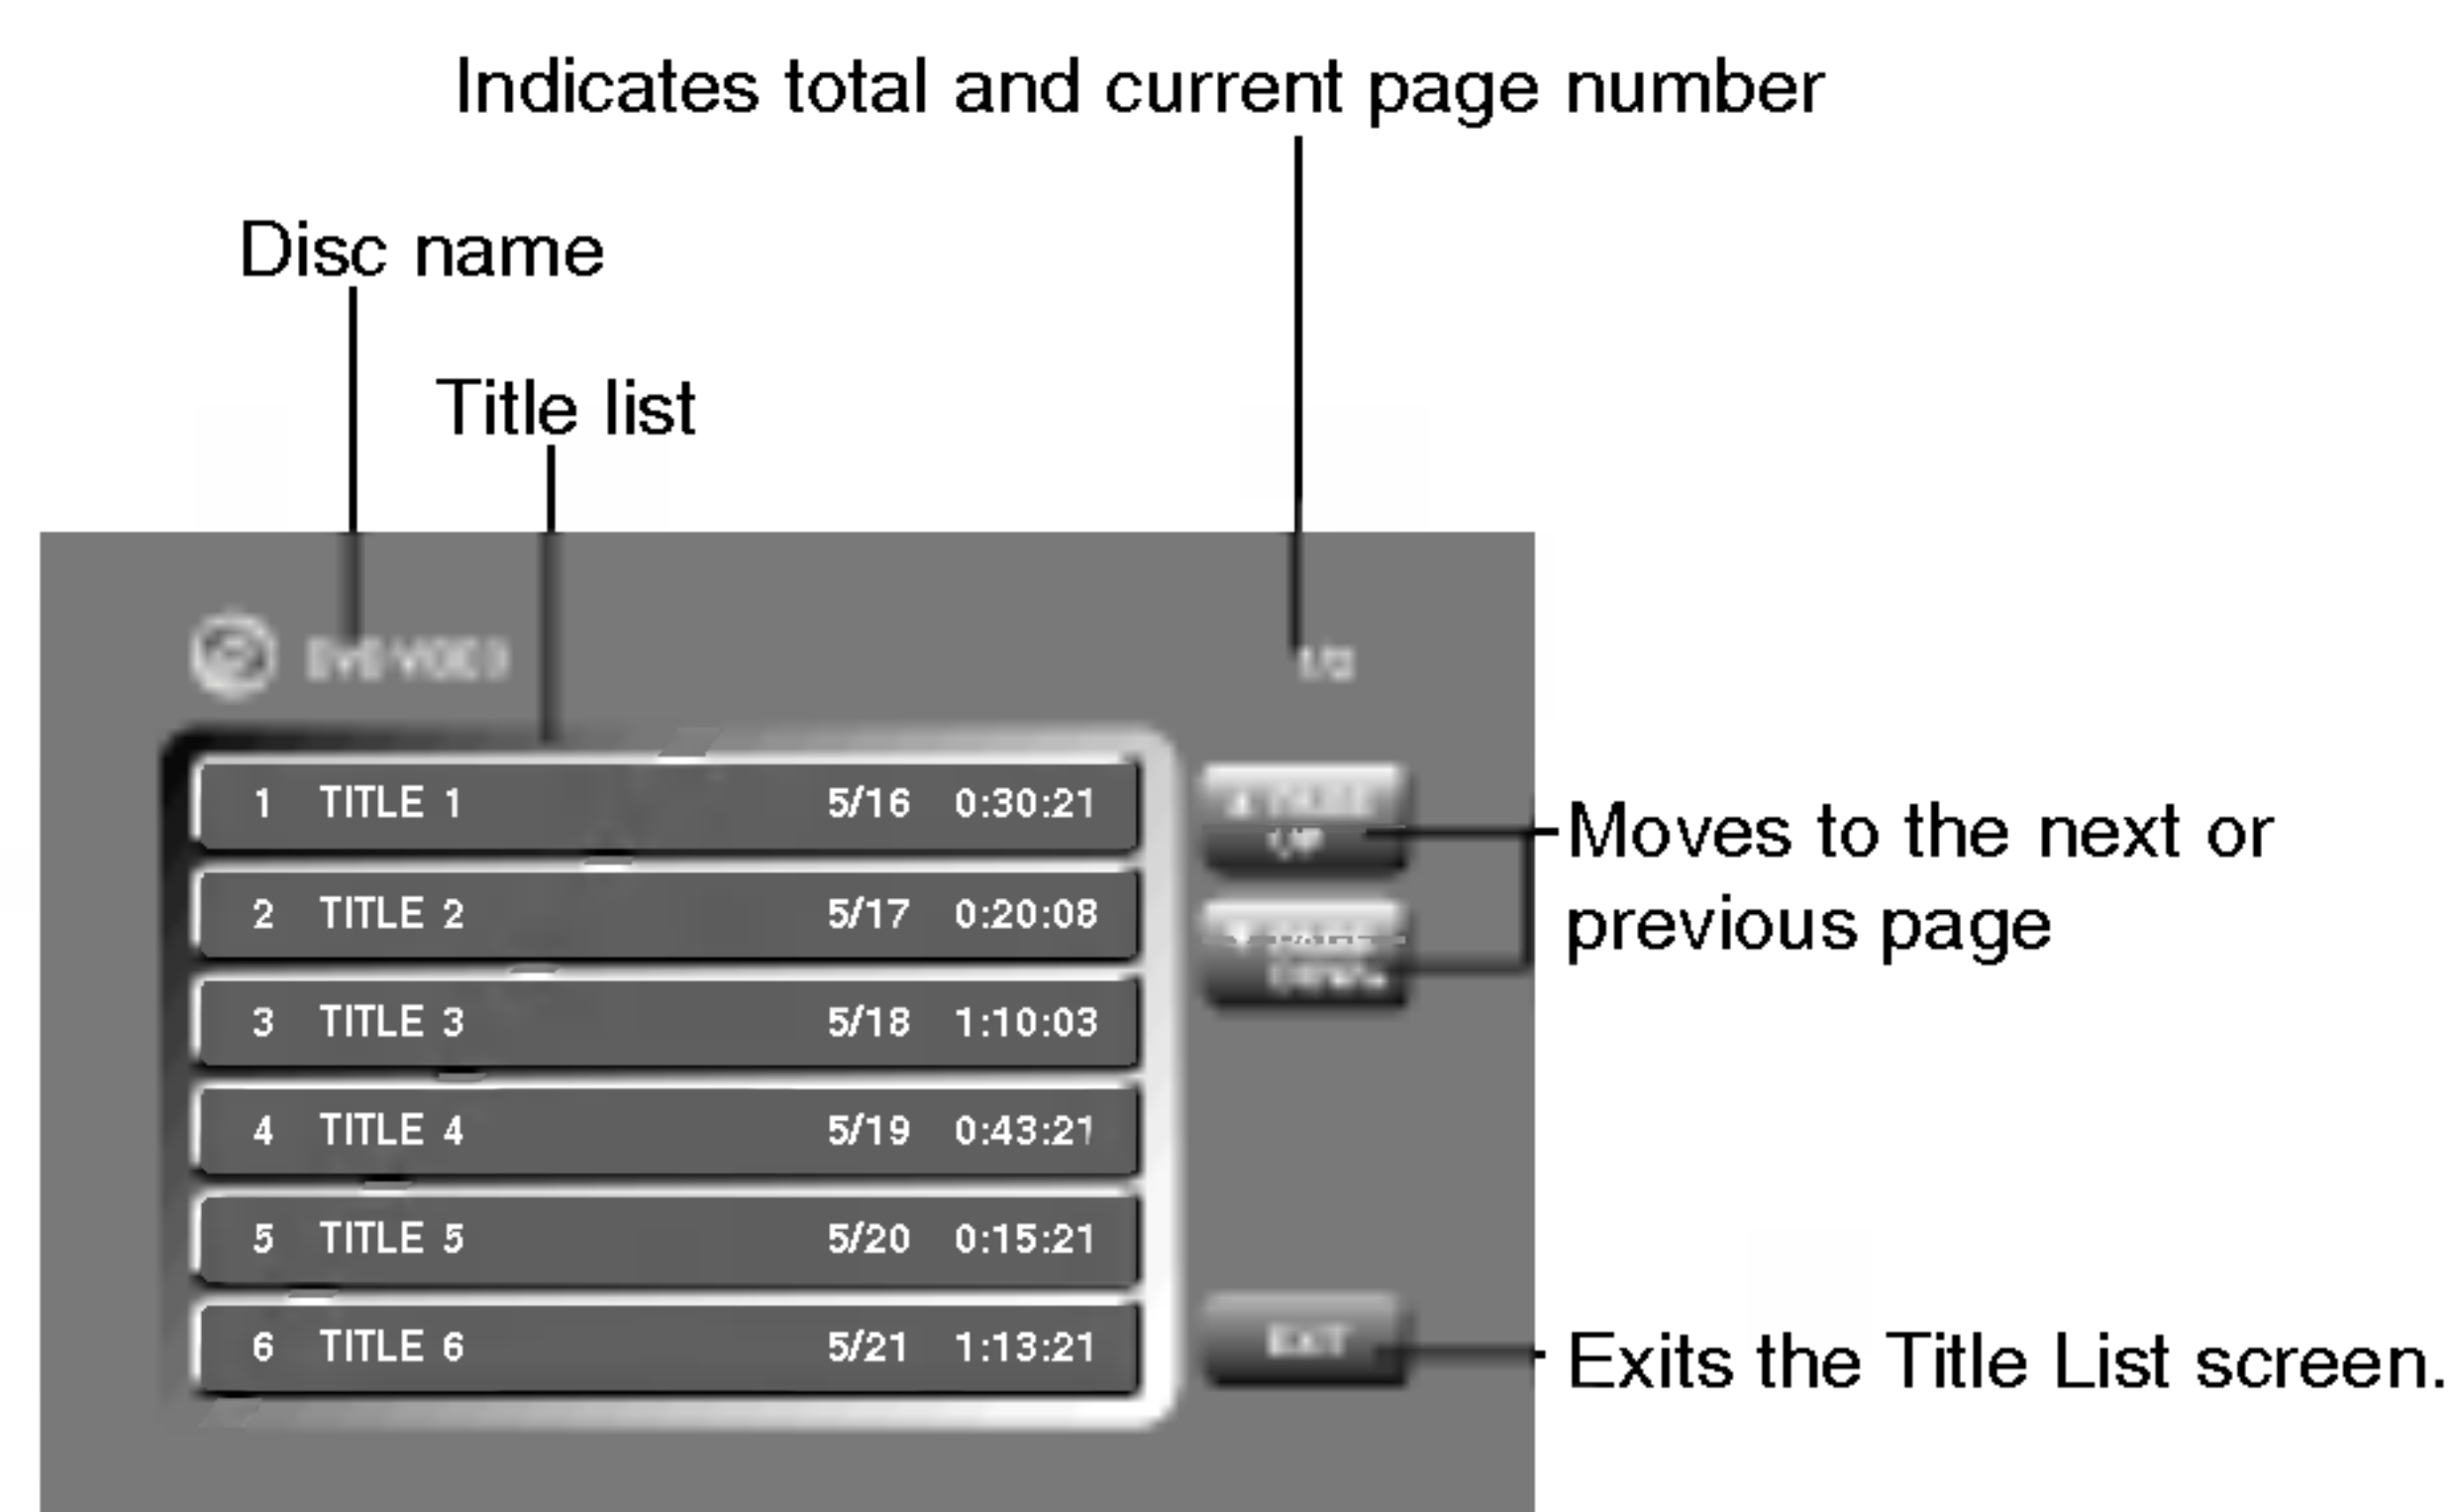 Indicates total and current page number
Disc name
Title list
1 TITLE 1 5/16 0:30:21
2 TITLE 2 5/17 0:20:08
3 TITLE 3 5/18 1:10:03
4 TITLE 4 5/19 0:43:21
5 TITLE 5 5/20 0:15:21
6 TITLE 6 5/21 1:13:21
UP
Moves to the next or
previous page
EXIT
Exits the Title List screen.